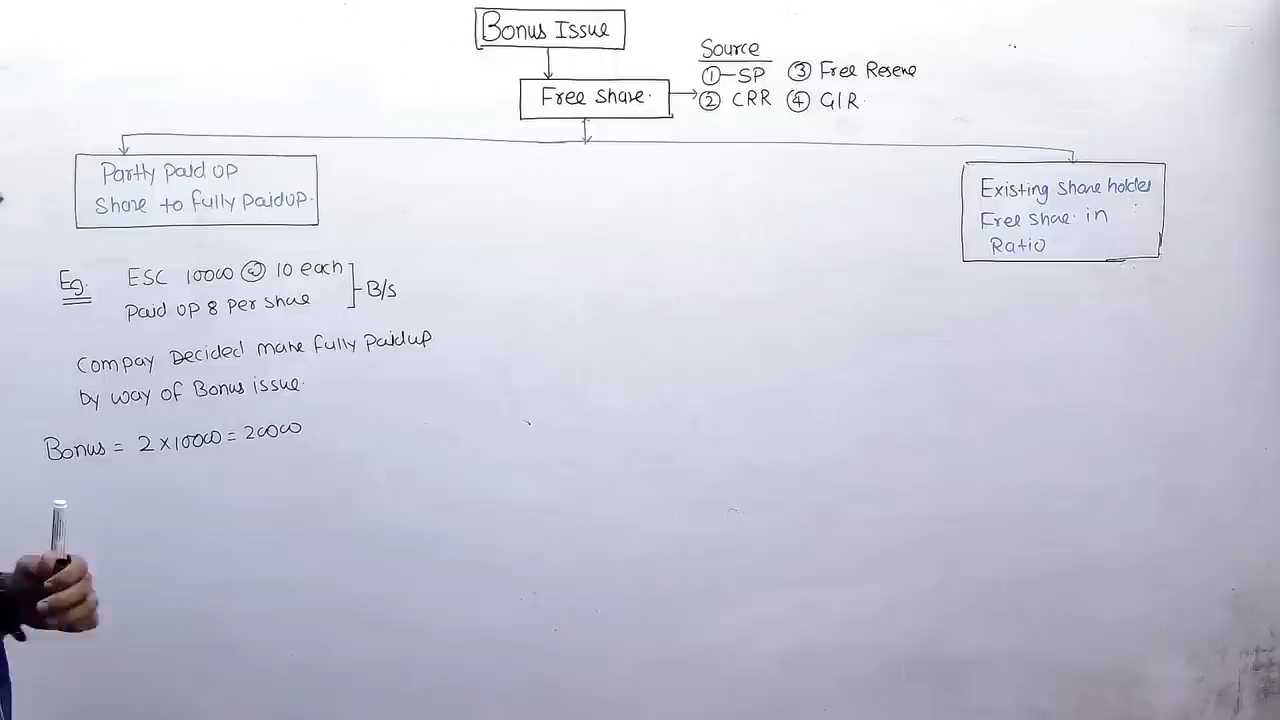 Bonus Issue
Free Share.
Source
① SP ③ Free Reserve
② CRR ④ G/R.
Partly Paid up
Share to fully Paidup.
Existing Share holder
Free Share in
Ratio
Eg. ESC 10000 @ 10 each
Paid up 8 Per Share
B/s
Compay Decided make fully Paidup
by way of Bonus issue.
Bonus = 2 × 10000 = 20000